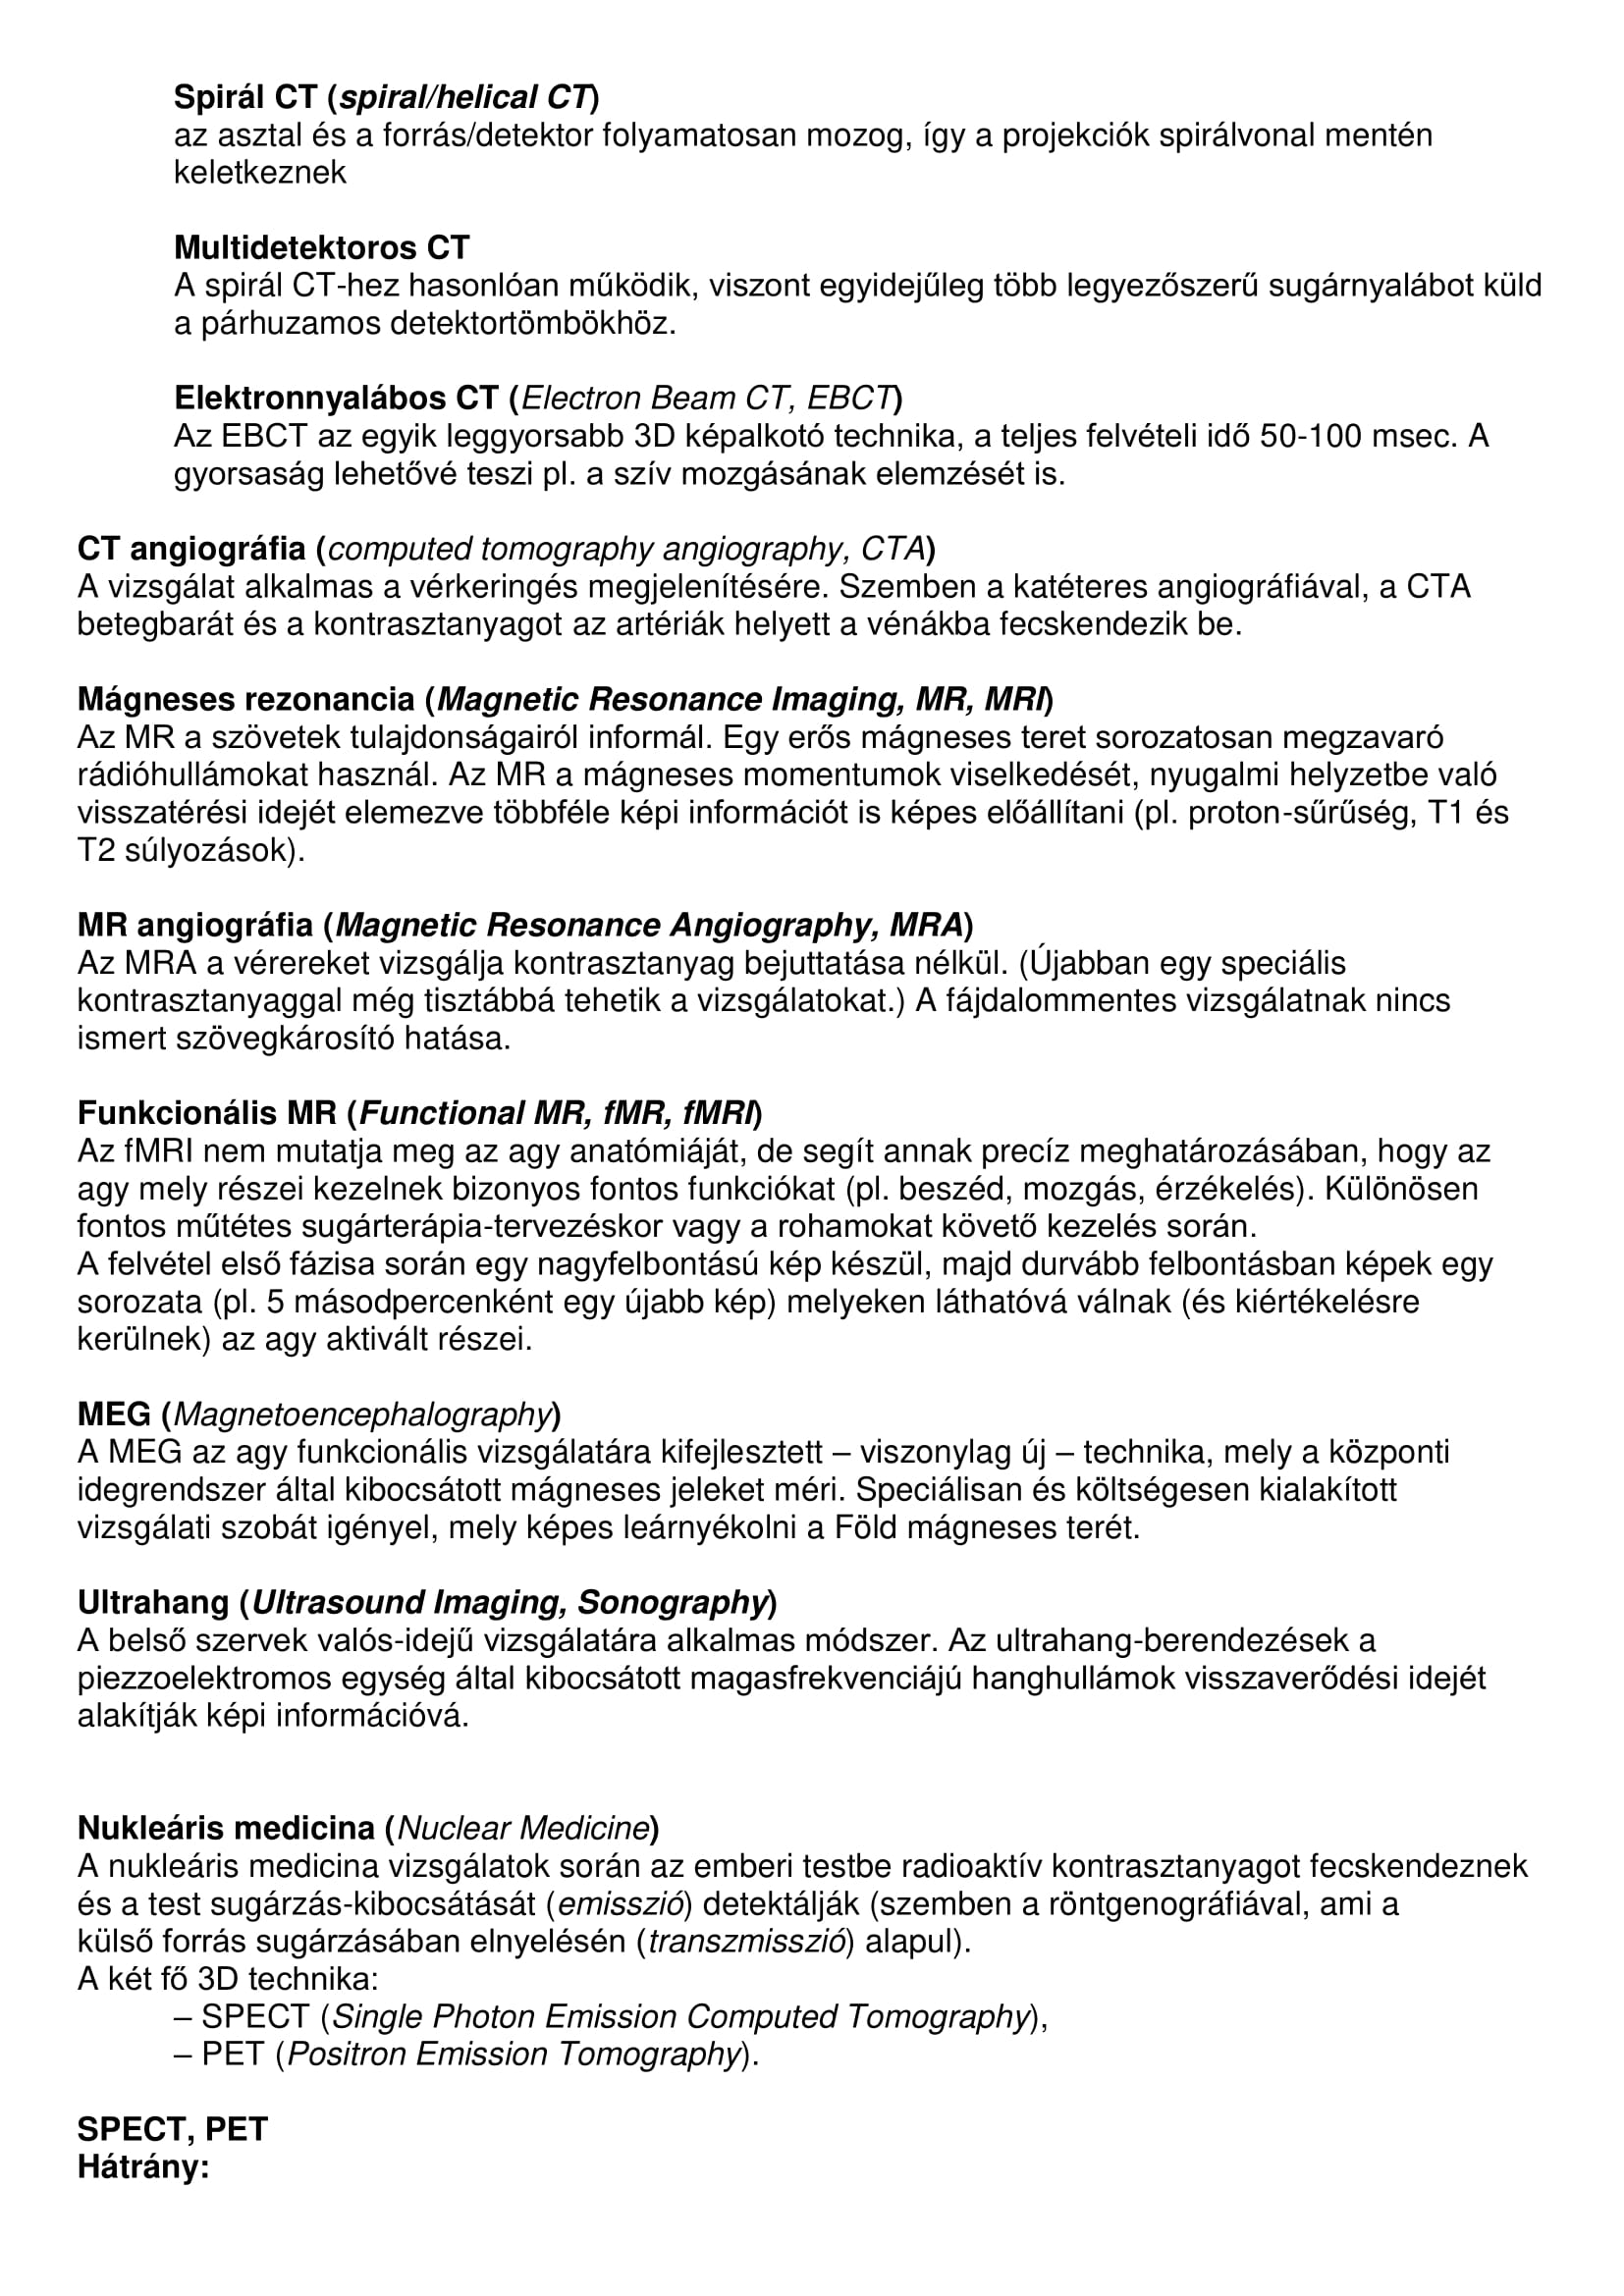 Spirál CT (spiral/helical CT)
az asztal és a forrás/detektor folyamatosan mozog, így a projekciók spirálvonal mentén
keletkeznek
Multidetektoros CT
A spirál CT-hez hasonlóan működik, viszont egyidejűleg több legyezőszerű sugárnyalábot küld
a párhuzamos detektortömbökhöz.
Elektronnyalábos CT (Electron Beam CT, EBCT)
Az EBCT az egyik leggyorsabb 3D képalkotó technika, a teljes felvételi idő 50-100 msec. A
gyorsaság lehetővé teszi pl. a szív mozgásának elemzését is.
CT angiográfia (computed tomography angiography, CTA)
A vizsgálat alkalmas a vérkeringés megjelenítésére. Szemben a katéteres angiográfiával, a CTA
betegbarát és a kontrasztanyagot az artériák helyett a vénákba fecskendezik be.
Mágneses rezonancia (Magnetic Resonance Imaging, MR, MRI)
Az MR a szövetek tulajdonságairól informál. Egy erős mágneses teret sorozatosan megzavaró
rádióhullámokat használ. Az MR a mágneses momentumok viselkedését, nyugalmi helyzetbe való
visszatérési idejét elemezve többféle képi információt is képes előállítani (pl. proton-sűrűség, T1 és
T2 súlyozások).
MR angiográfia (Magnetic Resonance Angiography, MRA)
Az MRA a vérereket vizsgálja kontrasztanyag bejuttatása nélkül. (Újabban egy speciális
kontrasztanyaggal még tisztábbá tehetik a vizsgálatokat.) A fájdalommentes vizsgálatnak nincs
ismert szövegkárosító hatása.
Funkcionális MR (Functional MR, fMR, fMRI)
Az fMRI nem mutatja meg az agy anatómiáját, de segít annak precíz meghatározásában, hogy az
agy mely részei kezelnek bizonyos fontos funkciókat (pl. beszéd, mozgás, érzékelés). Különösen
fontos műtétes sugárterápia-tervezéskor vagy a rohamokat követő kezelés során.
A felvétel első fázisa során egy nagyfelbontású kép készül, majd durvább felbontásban képek egy
sorozata (pl. 5 másodpercenként egy újabb kép) melyeken láthatóvá válnak (és kiértékelésre
kerülnek) az agy aktivált részei.
MEG (Magnetoencephalography)
A MEG az agy funkcionális vizsgálatára kifejlesztett – viszonylag új – technika, mely a központi
idegrendszer által kibocsátott mágneses jeleket méri. Speciálisan és költségesen kialakított
vizsgálati szobát igényel, mely képes leárnyékolni a Föld mágneses terét.
Ultrahang (Ultrasound Imaging, Sonography)
A belső szervek valós-idejű vizsgálatára alkalmas módszer. Az ultrahang-berendezések a
piezzoelektromos egység által kibocsátott magasfrekvenciájú hanghullámok visszaverődési idejét
alakítják képi információvá.
Nukleáris medicina (Nuclear Medicine)
A nukleáris medicina vizsgálatok során az emberi testbe radioaktív kontrasztanyagot fecskendeznek
és a test sugárzás-kibocsátását (emisszió) detektálják (szemben a röntgenográfiával, ami a
külső forrás sugárzásában elnyelésén (transzmisszió) alapul).
A két fő 3D technika:
– SPECT (Single Photon Emission Computed Tomography),
– PET (Positron Emission Tomography).
SPECT, PET
Hátrány: